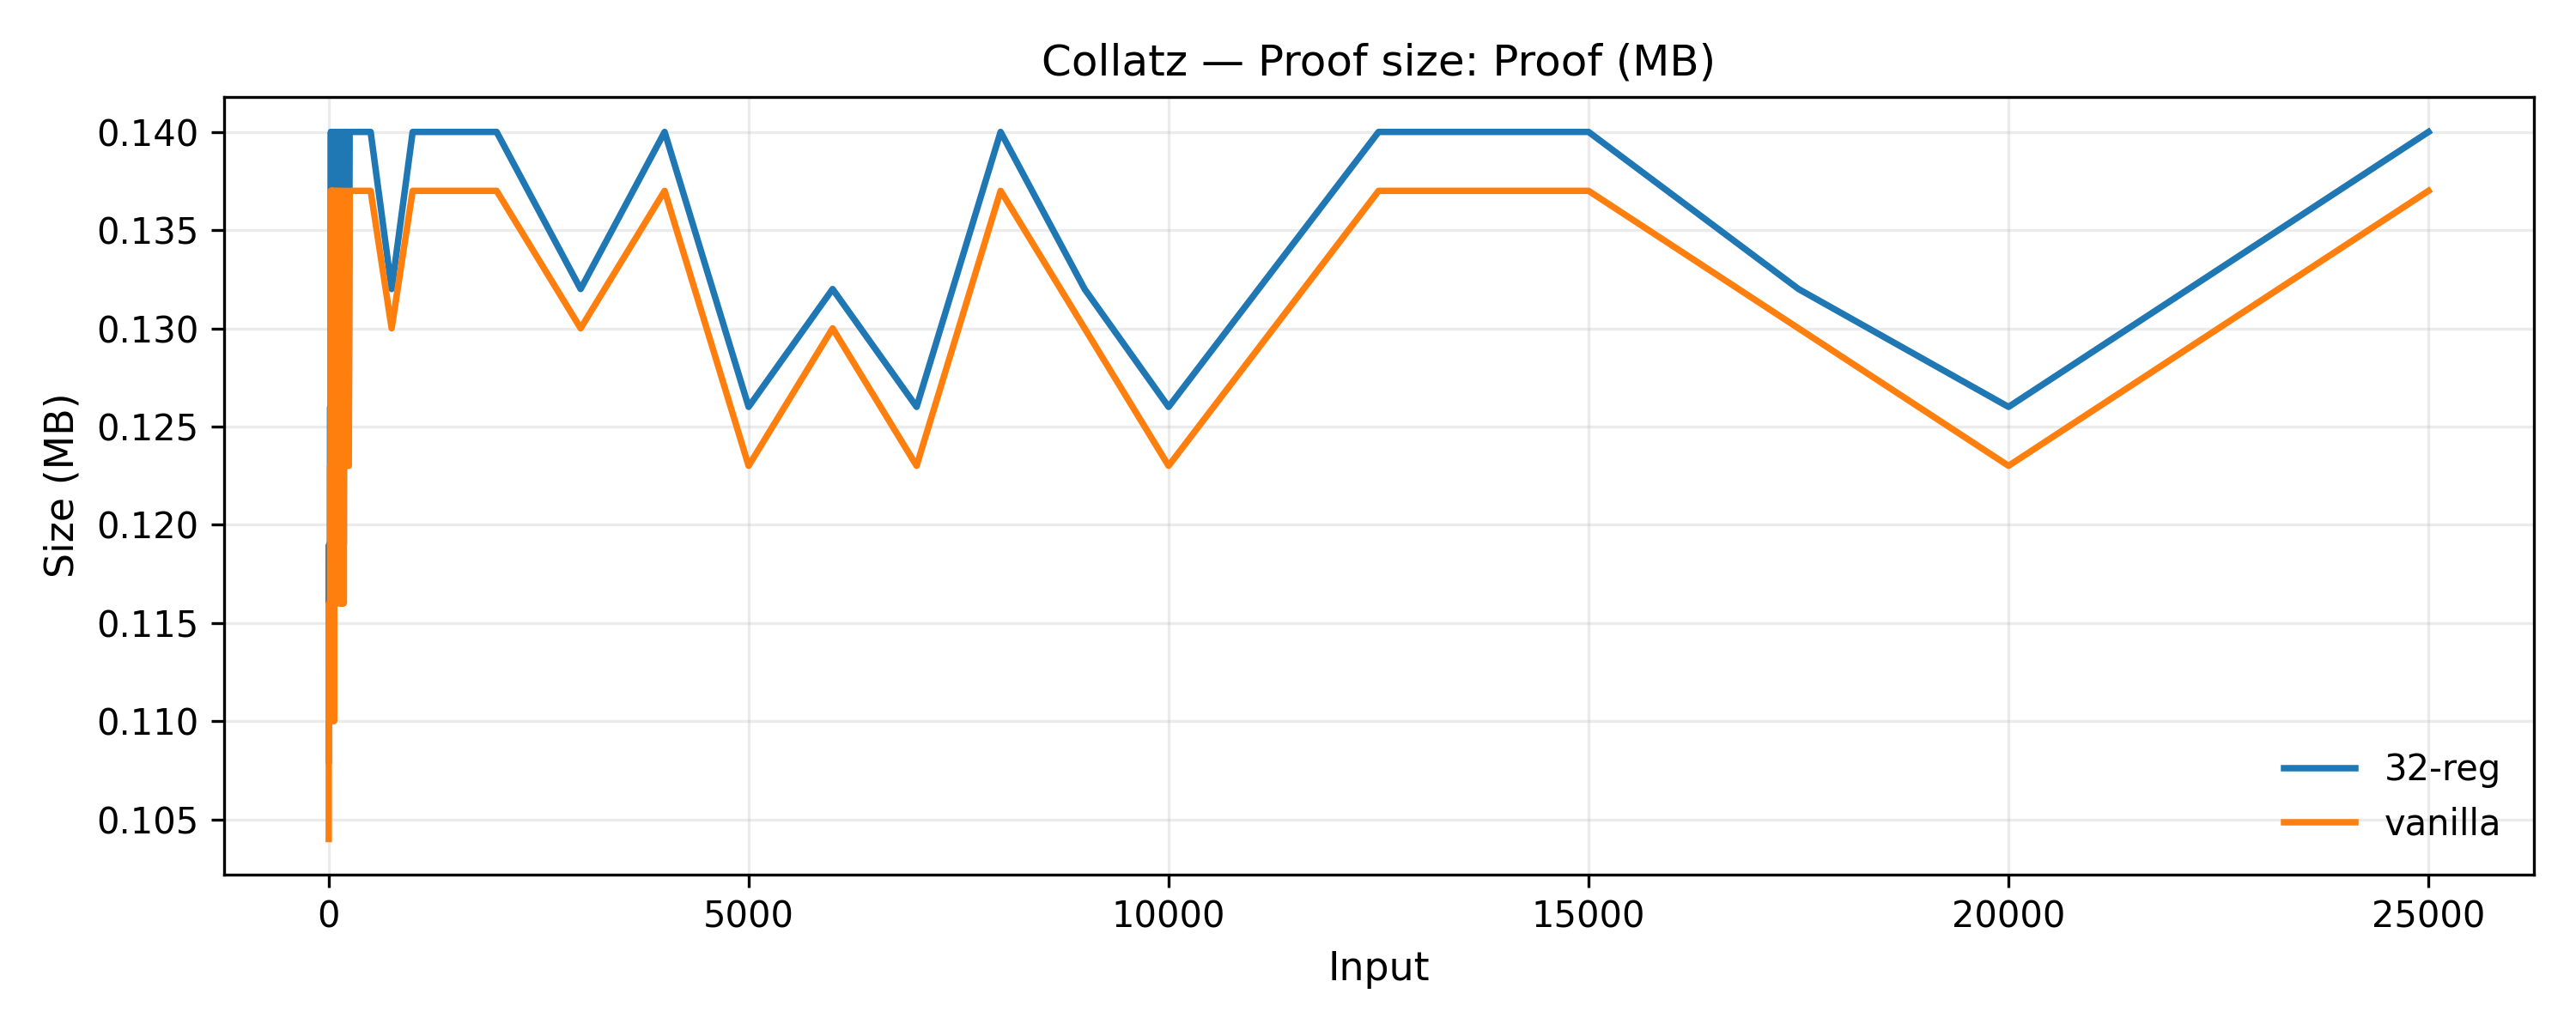 Collatz — Proof size: Proof (MB)
Size (MB)
0.140
0.135
0.130
0.125
0.120
0.115
0.110
0.105
32-reg
vanilla
0 5000 10000 15000 20000 25000
Input